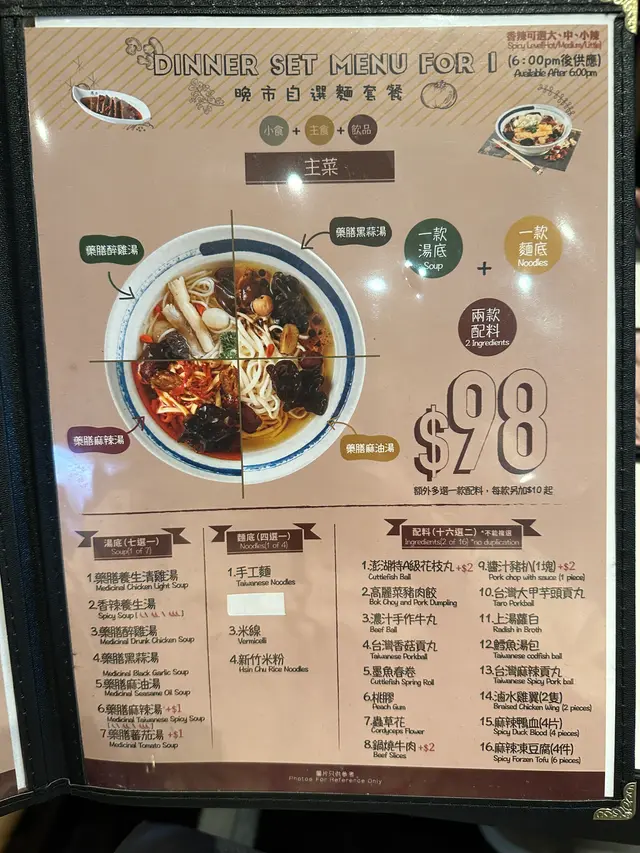 DINNER SET MENU FOR 1
香辣可選大、中、小辣
Spicy Level(Hot/Medium/Little)
(6:00pm後供應)
Available After 6:00pm
晚市自選麵套餐
小食 + 主食 + 飲品
主菜
藥膳醉雞湯
藥膳黑蒜湯
藥膳麻辣湯
藥膳麻油湯
一款
湯底
Soup
+
一款
麵底
Noodles
兩款
配料
2 Ingredients
$98
額外多選一款配料，每款另加$10起
湯底(七選一)
Soup(1 of 7)
1.藥膳養生清雞湯
Medicinal Chicken Light Soup
2.香辣養生湯
Spicy Soup
3.藥膳醉雞湯
Medicinal Drunk Chicken Soup
4.藥膳黑蒜湯
Medicinal Black Garlic Soup
5.藥膳麻油湯
Medicinal Seasame Oil Soup
6.藥膳麻辣湯 +$1
Medicinal Taiwanese Spicy Soup
7.藥膳蕃茄湯 +$1
Medicinal Tomato Soup
麵底(四選一)
Noodles(1 of 4)
1.手工麵
Taiwanese Noodles
3.米線
Vermicelli
4.新竹米粉
Hsin Chu Rice Noodles
配料(十六選二) *不能複選
Ingredients(2 of 16) *no duplication
1.澎湖特A級花枝丸 +$2
Cuttlefish Ball
2.高麗菜豬肉餃
Bok Choy and Pork Dumpling
3.濃汁手作牛丸
Beef Ball
4.台灣香菇貢丸
Taiwanese Porkball
5.墨魚春卷
Cuttlefish Spring Roll
6.桃膠
Peach Gum
7.蟲草花
Cordyceps Flower
8.鍋燒牛肉 +$2
Beef Slices
9.醬汁豬扒(1塊) +$2
Pork chop with sauce (1 piece)
10.台灣大甲芋頭貢丸
Taro Porkball
11.上湯蘿白
Radish in Broth
12.鱈魚湯包
Taiwanese codfish ball
13.台灣麻辣貢丸
Taiwanese Spicy Pork ball
14.滷水雞翼(2隻)
Braised Chicken Wing (2 pieces)
15.麻辣鴨血(4片)
Spicy Duck Blood (4 pieces)
16.麻辣凍豆腐(4件)
Spicy Forzen Tofu (6 pieces)
圖片只供參考
Photos For Reference Only